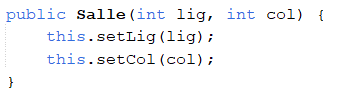 public Salle(int lig, int col) {
    this.setLig(lig);
    this.setCol(col);
}